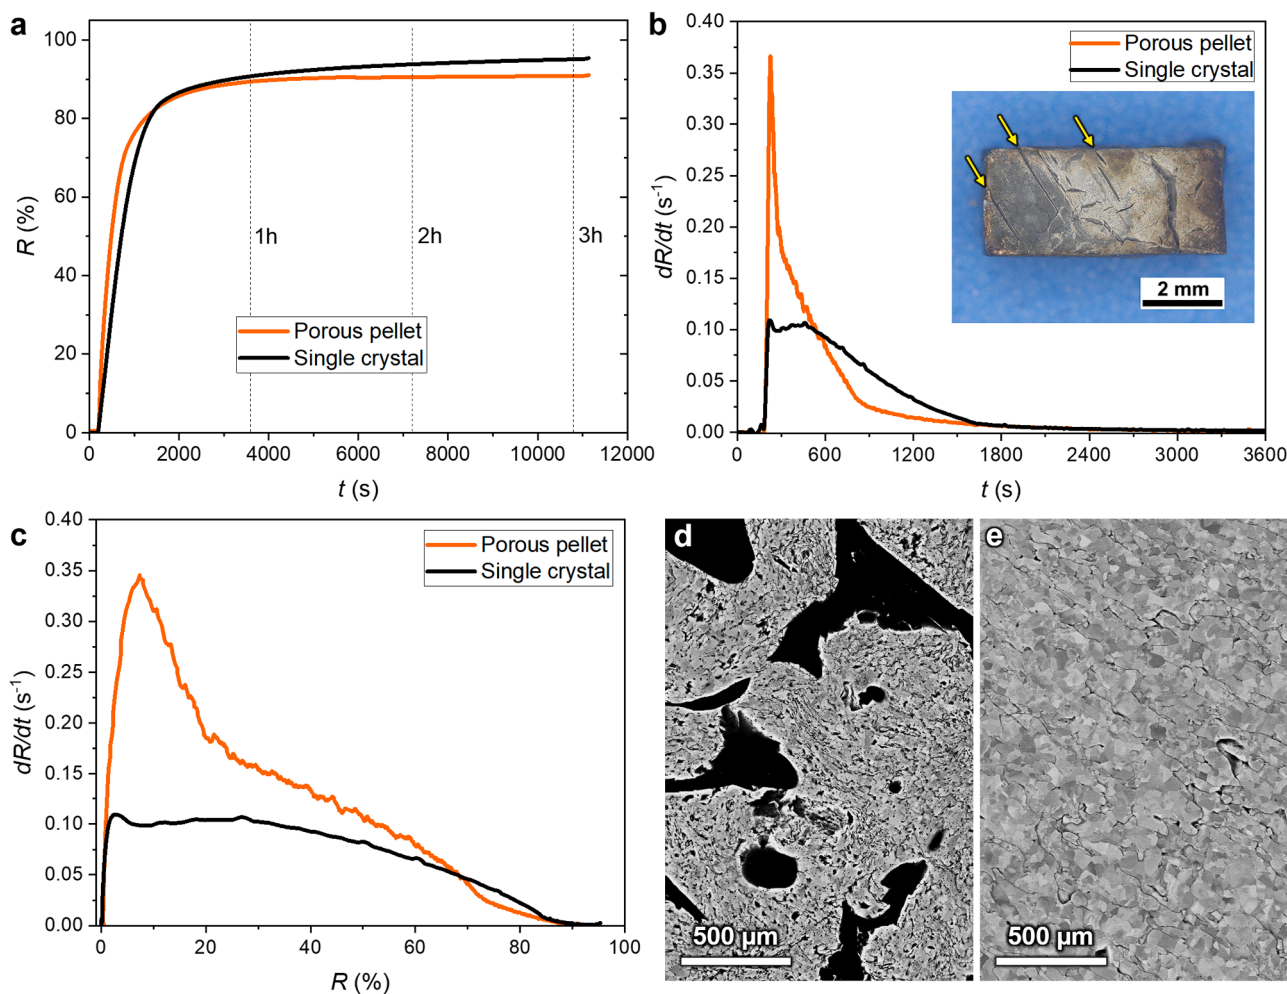 a
100
80
60
40
20
0
R (%)
1h
2h
3h
Porous pellet
Single crystal
0 2000 4000 6000 8000 10000 12000
t (s)
b
0.40
0.35
0.30
0.25
0.20
0.15
0.10
0.05
0.00
dR/dt (s-1)
Porous pellet
Single crystal
2 mm
0 600 1200 1800 2400 3000 3600
t (s)
c
0.40
0.35
0.30
0.25
0.20
0.15
0.10
0.05
0.00
dR/dt (s-1)
Porous pellet
Single crystal
0 20 40 60 80 100
R (%)
d
500 µm
e
500 µm